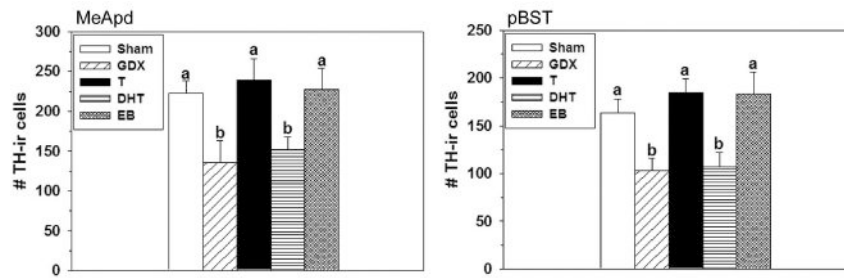 MeApd
300
250
200
150
100
50
0
# TH-ir cells
Sham
GDX
T
DHT
EB
a
b
a
b
a
pBST
250
200
150
100
50
0
# TH-ir cells
Sham
GDX
T
DHT
EB
a
b
a
b
a